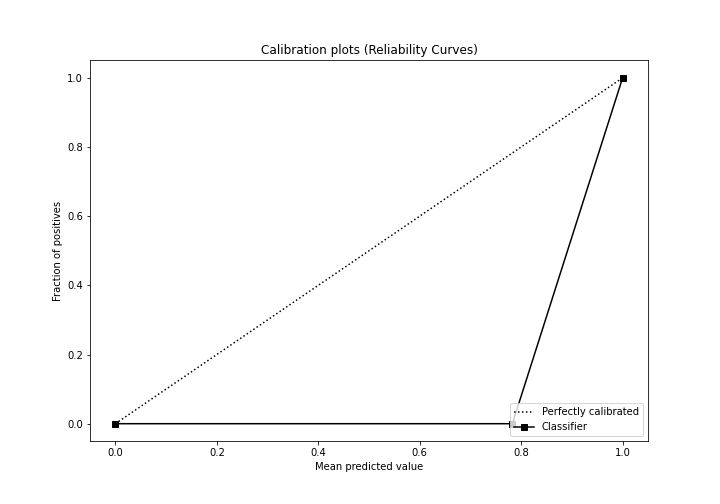 Calibration plots (Reliability Curves)
1.0
0.8
0.6
0.4
0.2
0.0
Fraction of positives
0.0 0.2 0.4 0.6 0.8 1.0
Mean predicted value
Perfectly calibrated
Classifier